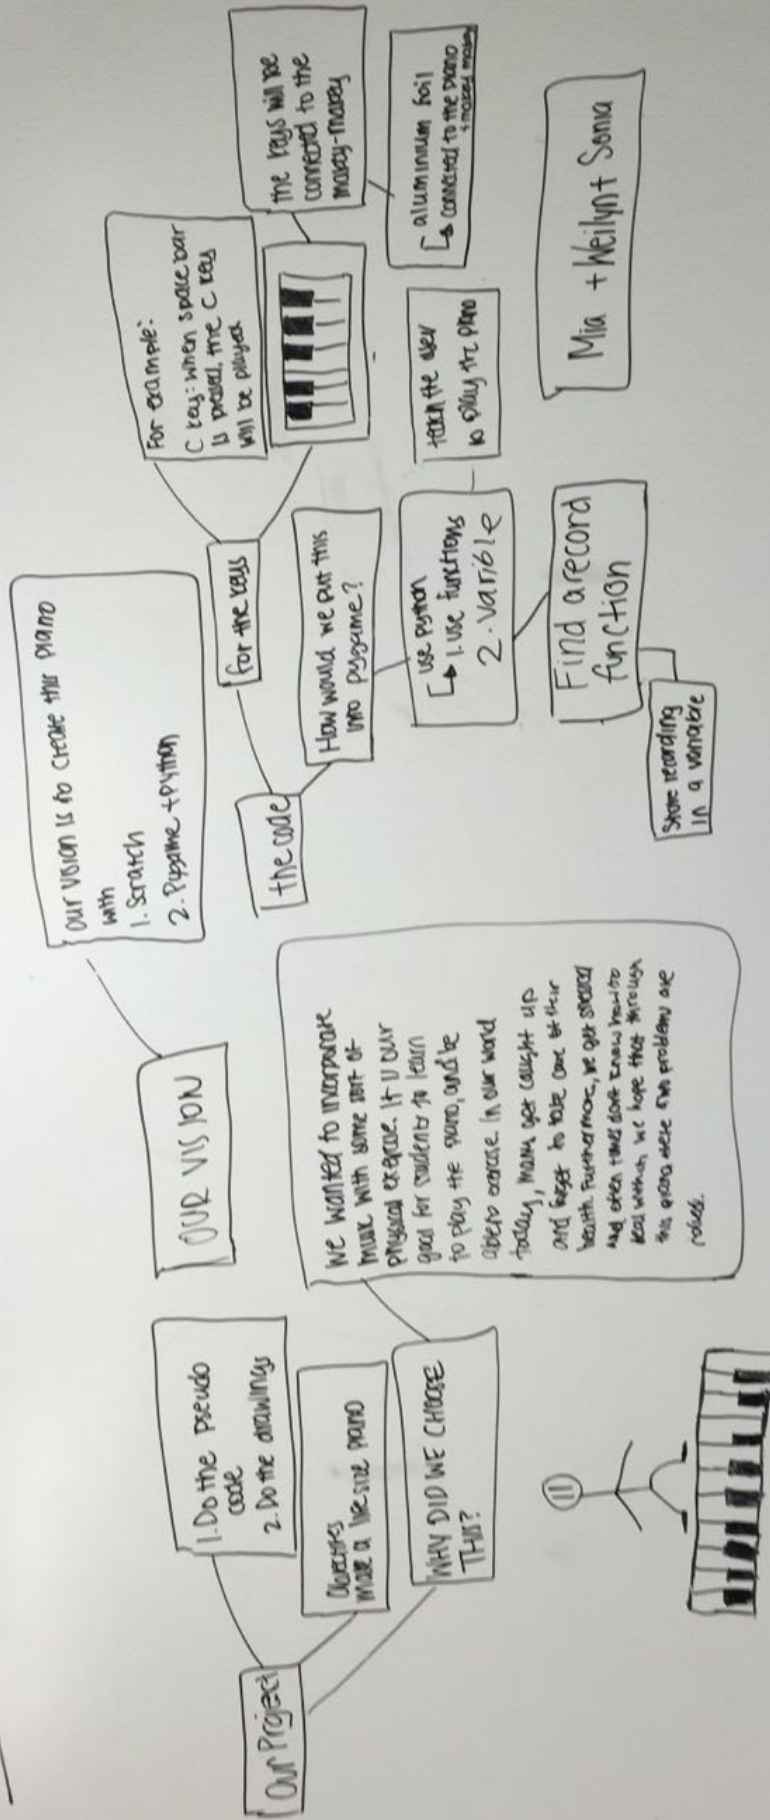 Our Project
1. Do the pseudo
code
2. Do the drawings
Objectives
make a life size piano
WHY DID WE CHOOSE
THIS?
We wanted to incorporate
music with some sort of
physical exercise. It is our
goal for students to learn
to play the piano, and be
able to exercise. In our world
today, many get caught up
and forget to take care of their
health. Furthermore, we get stressed
and often times don't know how to
deal with it. We hope that through
this piano these two problems are
OUR VISION
Our vision is to create this piano
with
1. Scratch
2. Pygame + Python
the code
for the keys
For example:
C key: when space bar
is pressed, the C key
will be played
the keys will be
connected to the
makey-makey
aluminium foil
↳ connected to the piano
+ makey makey
How would we put this
into pygame?
use python
↳ 1. use functions
2. varible
teach the user
to play the piano
Find a record
function
Store recording
in a variable
Mia + Weilyn + Sonia